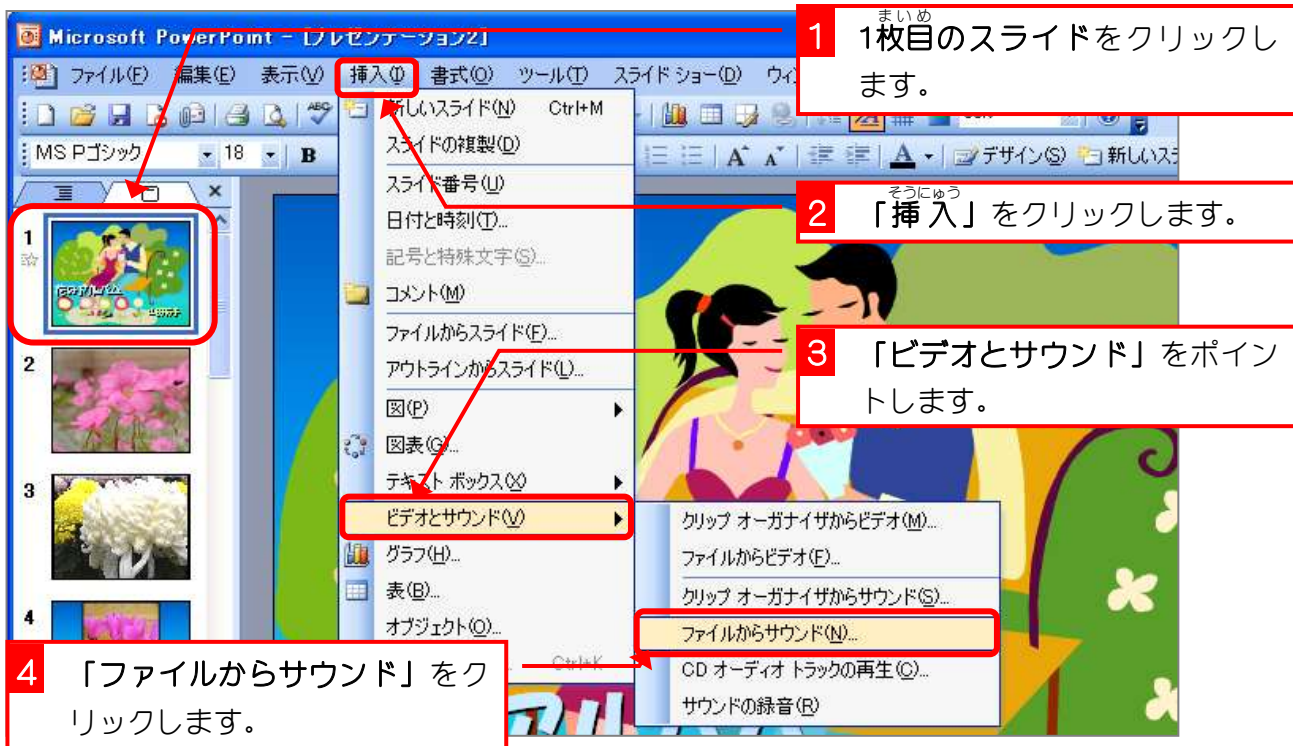 Microsoft PowerPoint - [プレゼンテーション2]
ファイル(F) 編集(E) 表示(V) 挿入(I) 書式(O) ツール(T) スライド ショー(D)
MS Pゴシック 18 B
デザイン(S)
1
2
3
4
新しいスライド(N) Ctrl+M
スライドの複製(D)
スライド番号(U)
日付と時刻(T)...
記号と特殊文字(S)...
コメント(M)
ファイルからスライド(F)...
アウトラインからスライド(L)...
図(P)
図表(G)...
テキスト ボックス(X)
ビデオとサウンド(V)
グラフ(H)...
表(B)...
オブジェクト(O)...
Ctrl+K
クリップ オーガナイザからビデオ(M)...
ファイルからビデオ(F)...
クリップ オーガナイザからサウンド(S)...
ファイルからサウンド(N)...
CD オーディオ トラックの再生(C)...
サウンドの録音(R)
まいめ
1 1枚目のスライドをクリックし
ます。
そうにゅう
2 「挿入」をクリックします。
3 「ビデオとサウンド」をポイン
トします。
4 「ファイルからサウンド」をク
リックします。